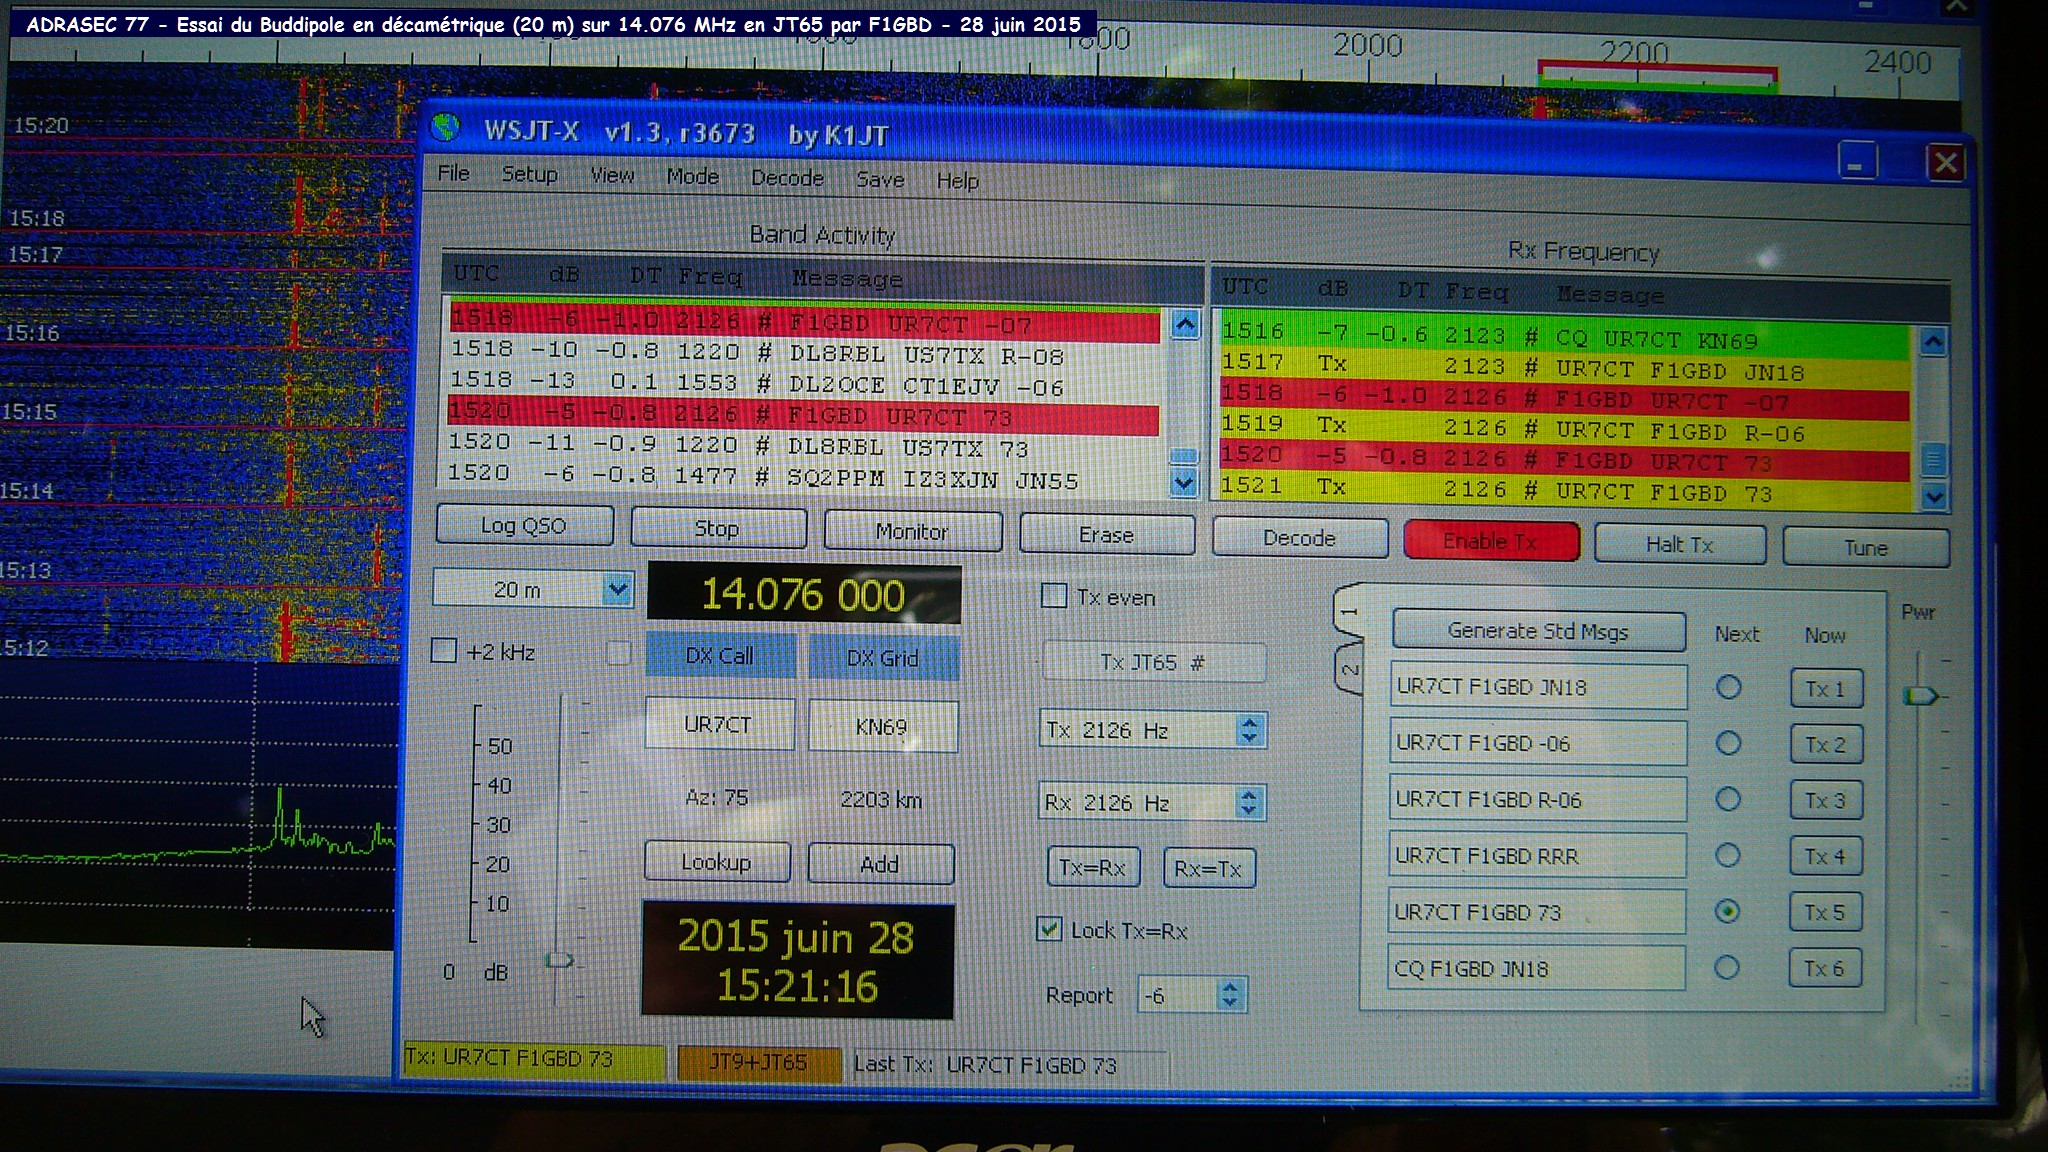 ADRASEC 77 - Essai du Buddipole en décamétrique (20 m) sur 14.076 MHz en JT65 par F1GBD - 28 juin 2015
1800 2000 2200 2400
15:20
15:18
15:17
15:16
15:15
15:14
15:13
15:12
WSJT-X v1.3, r3673 by K1JT
File Setup View Mode Decode Save Help
Band Activity
UTC dB DT Freq Message
1518 -6 -1.0 2126 # F1GBD UR7CT -07
1518 -10 -0.8 1220 # DL8RBL US7TX R-08
1518 -13 0.1 1553 # DL2OCE CT1EJV -06
1520 -5 -0.8 2126 # F1GBD UR7CT 73
1520 -11 -0.9 1220 # DL8RBL US7TX 73
1520 -6 -0.8 1477 # SQ2PPM IZ3XJN JN55
Rx Frequency
UTC dB DT Freq Message
1516 -7 -0.6 2123 # CQ UR7CT KN69
1517 Tx 2123 # UR7CT F1GBD JN18
1518 -6 -1.0 2126 # F1GBD UR7CT -07
1519 Tx 2126 # UR7CT F1GBD R-06
1520 -5 -0.8 2126 # F1GBD UR7CT 73
1521 Tx 2126 # UR7CT F1GBD 73
Log QSO Stop Monitor Erase Decode Enable Tx Halt Tx Tune
20 m
14.076 000
+2 kHz
DX Call DX Grid
UR7CT KN69
Az: 75 2203 km
Lookup Add
50
40
30
20
10
0 dB
2015 juin 28
15:21:16
Tx even
Tx JT65 #
Tx 2126 Hz
Rx 2126 Hz
Tx=Rx Rx=Tx
Lock Tx=Rx
Report -6
1
2
Generate Std Msgs Next Now Pwr
UR7CT F1GBD JN18 Tx 1
UR7CT F1GBD -06 Tx 2
UR7CT F1GBD R-06 Tx 3
UR7CT F1GBD RRR Tx 4
UR7CT F1GBD 73 Tx 5
CQ F1GBD JN18 Tx 6
Tx: UR7CT F1GBD 73 JT9+JT65 Last Tx: UR7CT F1GBD 73